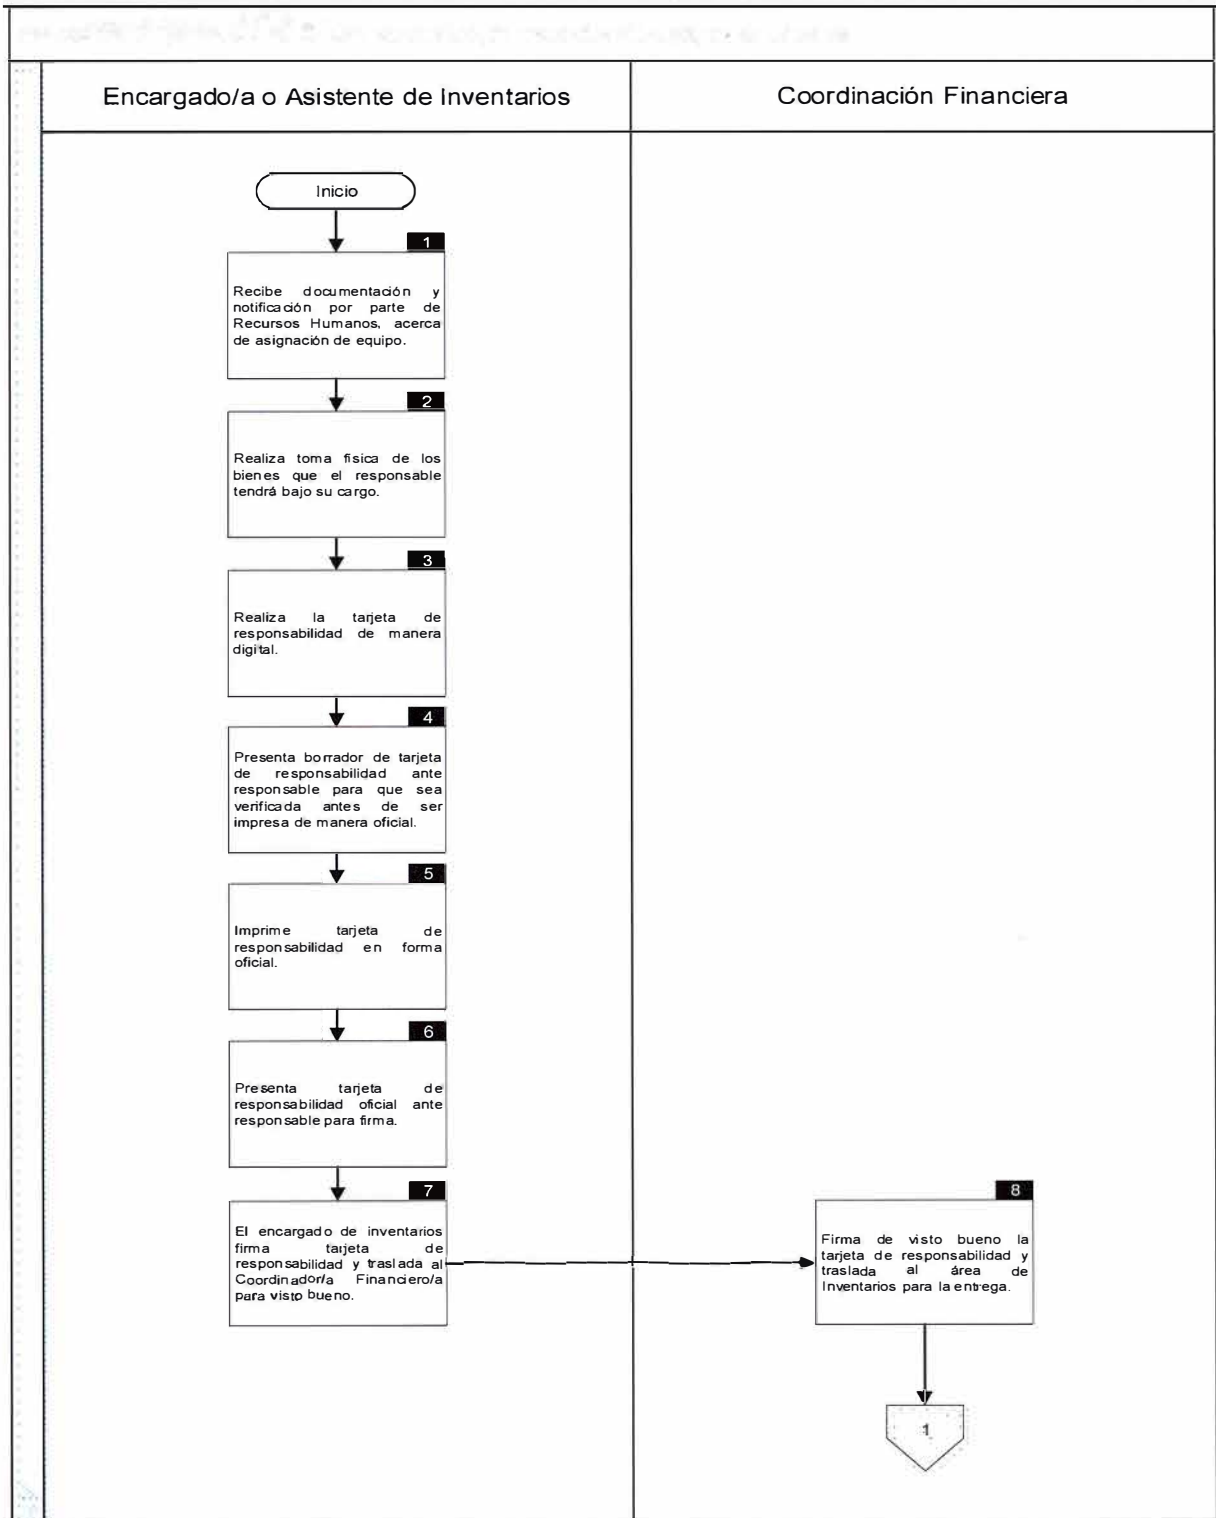 Encargado/a o Asistente de Inventarios
Coordinación Financiera
Inicio
1
Recibe documentación y
notificación por parte de
Recursos Humanos, acerca
de asignación de equipo.
2
Realiza toma física de los
bienes que el responsable
tendrá bajo su cargo.
3
Realiza la tarjeta de
responsabilidad de manera
digital.
4
Presenta borrador de tarjeta
de responsabilidad ante
responsable para que sea
verificada antes de ser
impresa de manera oficial.
5
Imprime tarjeta de
responsabilidad en forma
oficial.
6
Presenta tarjeta de
responsabilidad oficial ante
responsable para firma.
7
El encargado de inventarios
firma tarjeta de
responsabilidad y traslada al
Coordinador/a Financiero/a
para visto bueno.
8
Firma de visto bueno la
tarjeta de responsabilidad y
traslada al área de
Inventarios para la entrega.
1